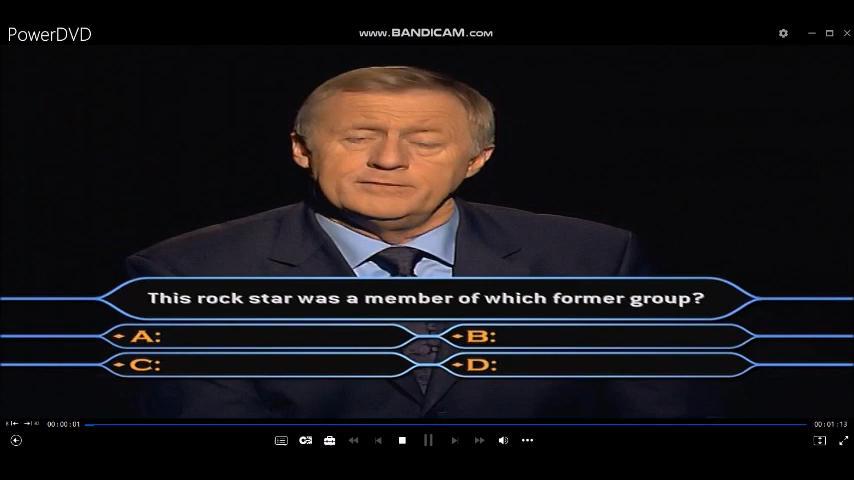 PowerDVD
www.BANDICAM.com
This rock star was a member of which former group?
A:
B:
C:
D:
00:00:01
00:01:13